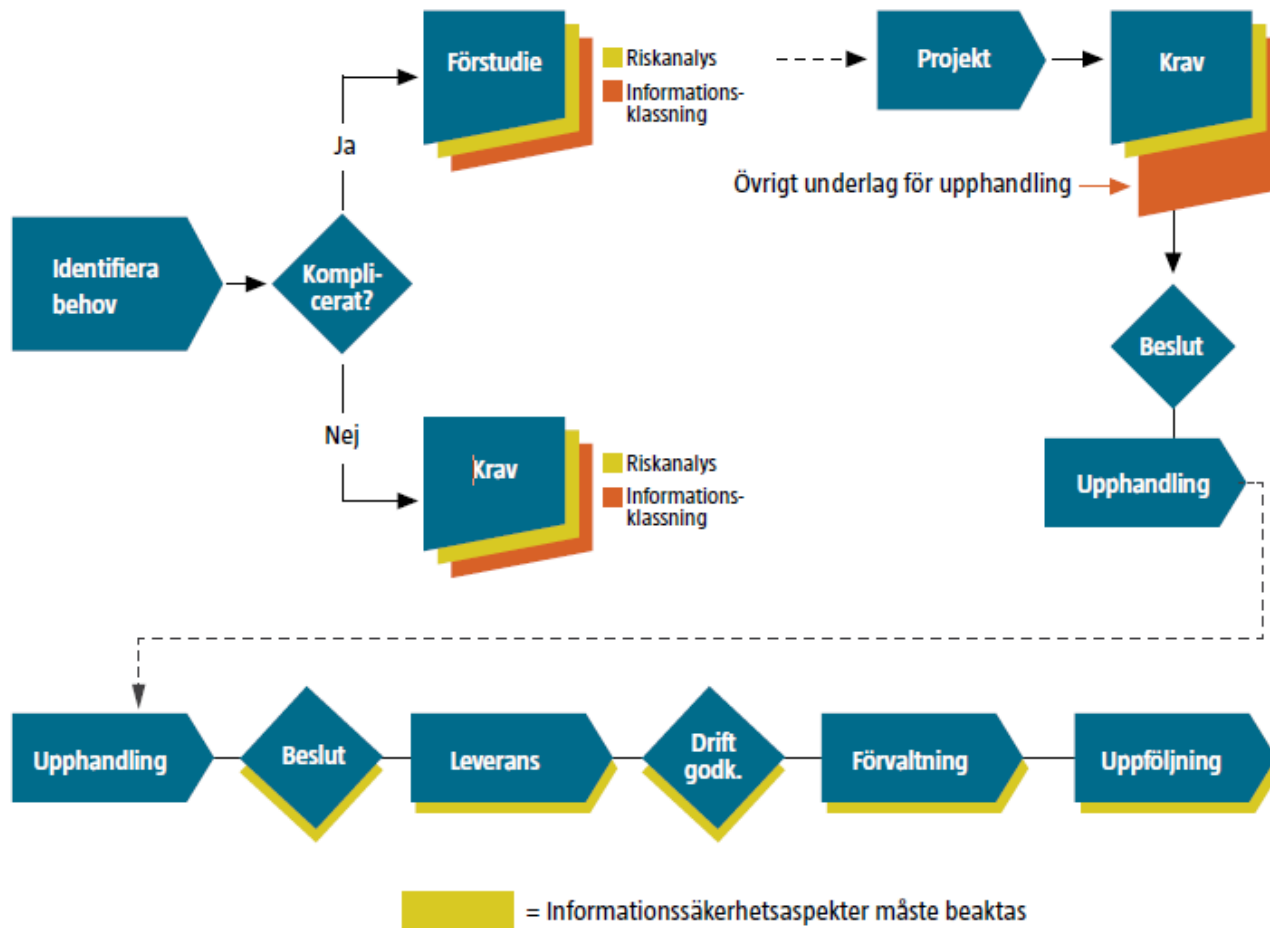 Förstudie
Riskanalys
Informations-
klassning
Projekt
Krav
Ja
Övrigt underlag för upphandling
Identifiera
behov
Kompli-
cerat?
Beslut
Nej
Krav
Riskanalys
Informations-
klassning
Upphandling
Upphandling
Beslut
Leverans
Drift
godk.
Förvaltning
Uppföljning
= Informationssäkerhetsaspekter måste beaktas